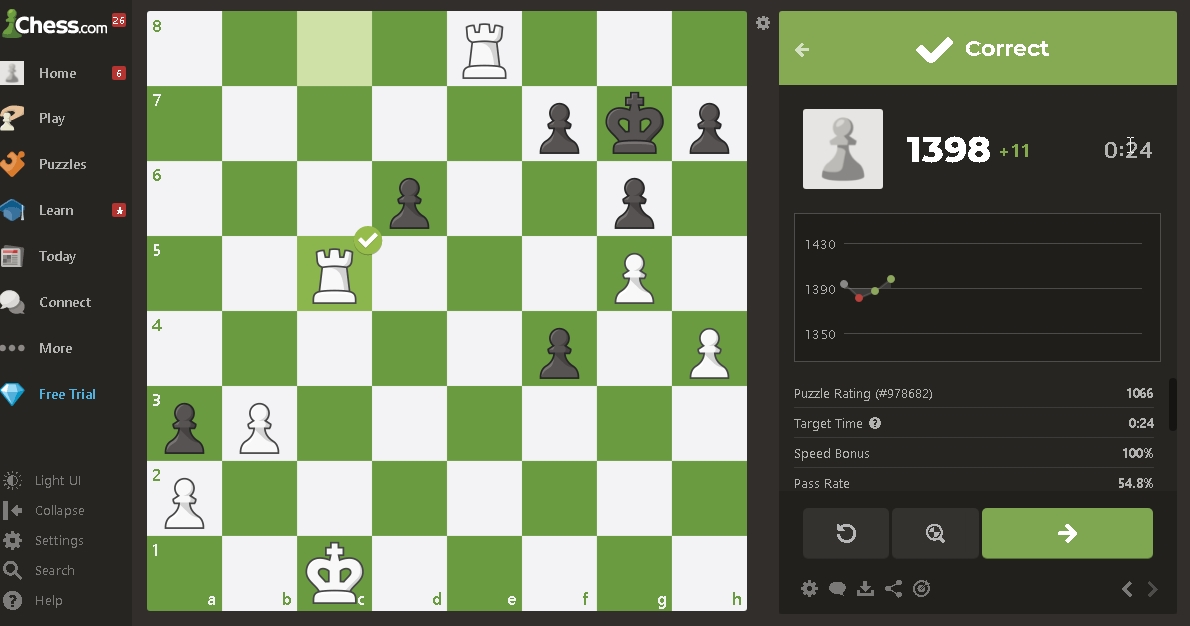 Chess.com 26
Home 6
Play
Puzzles
Learn
Today
Connect
More
Free Trial
Light UI
Collapse
Settings
Search
Help
8
7
6
5
4
3
2
1
a b c d e f g h
Correct
1398 +11 0:24
1430
1390
1350
Puzzle Rating (#978682) 1066
Target Time ? 0:24
Speed Bonus 100%
Pass Rate 54.8%